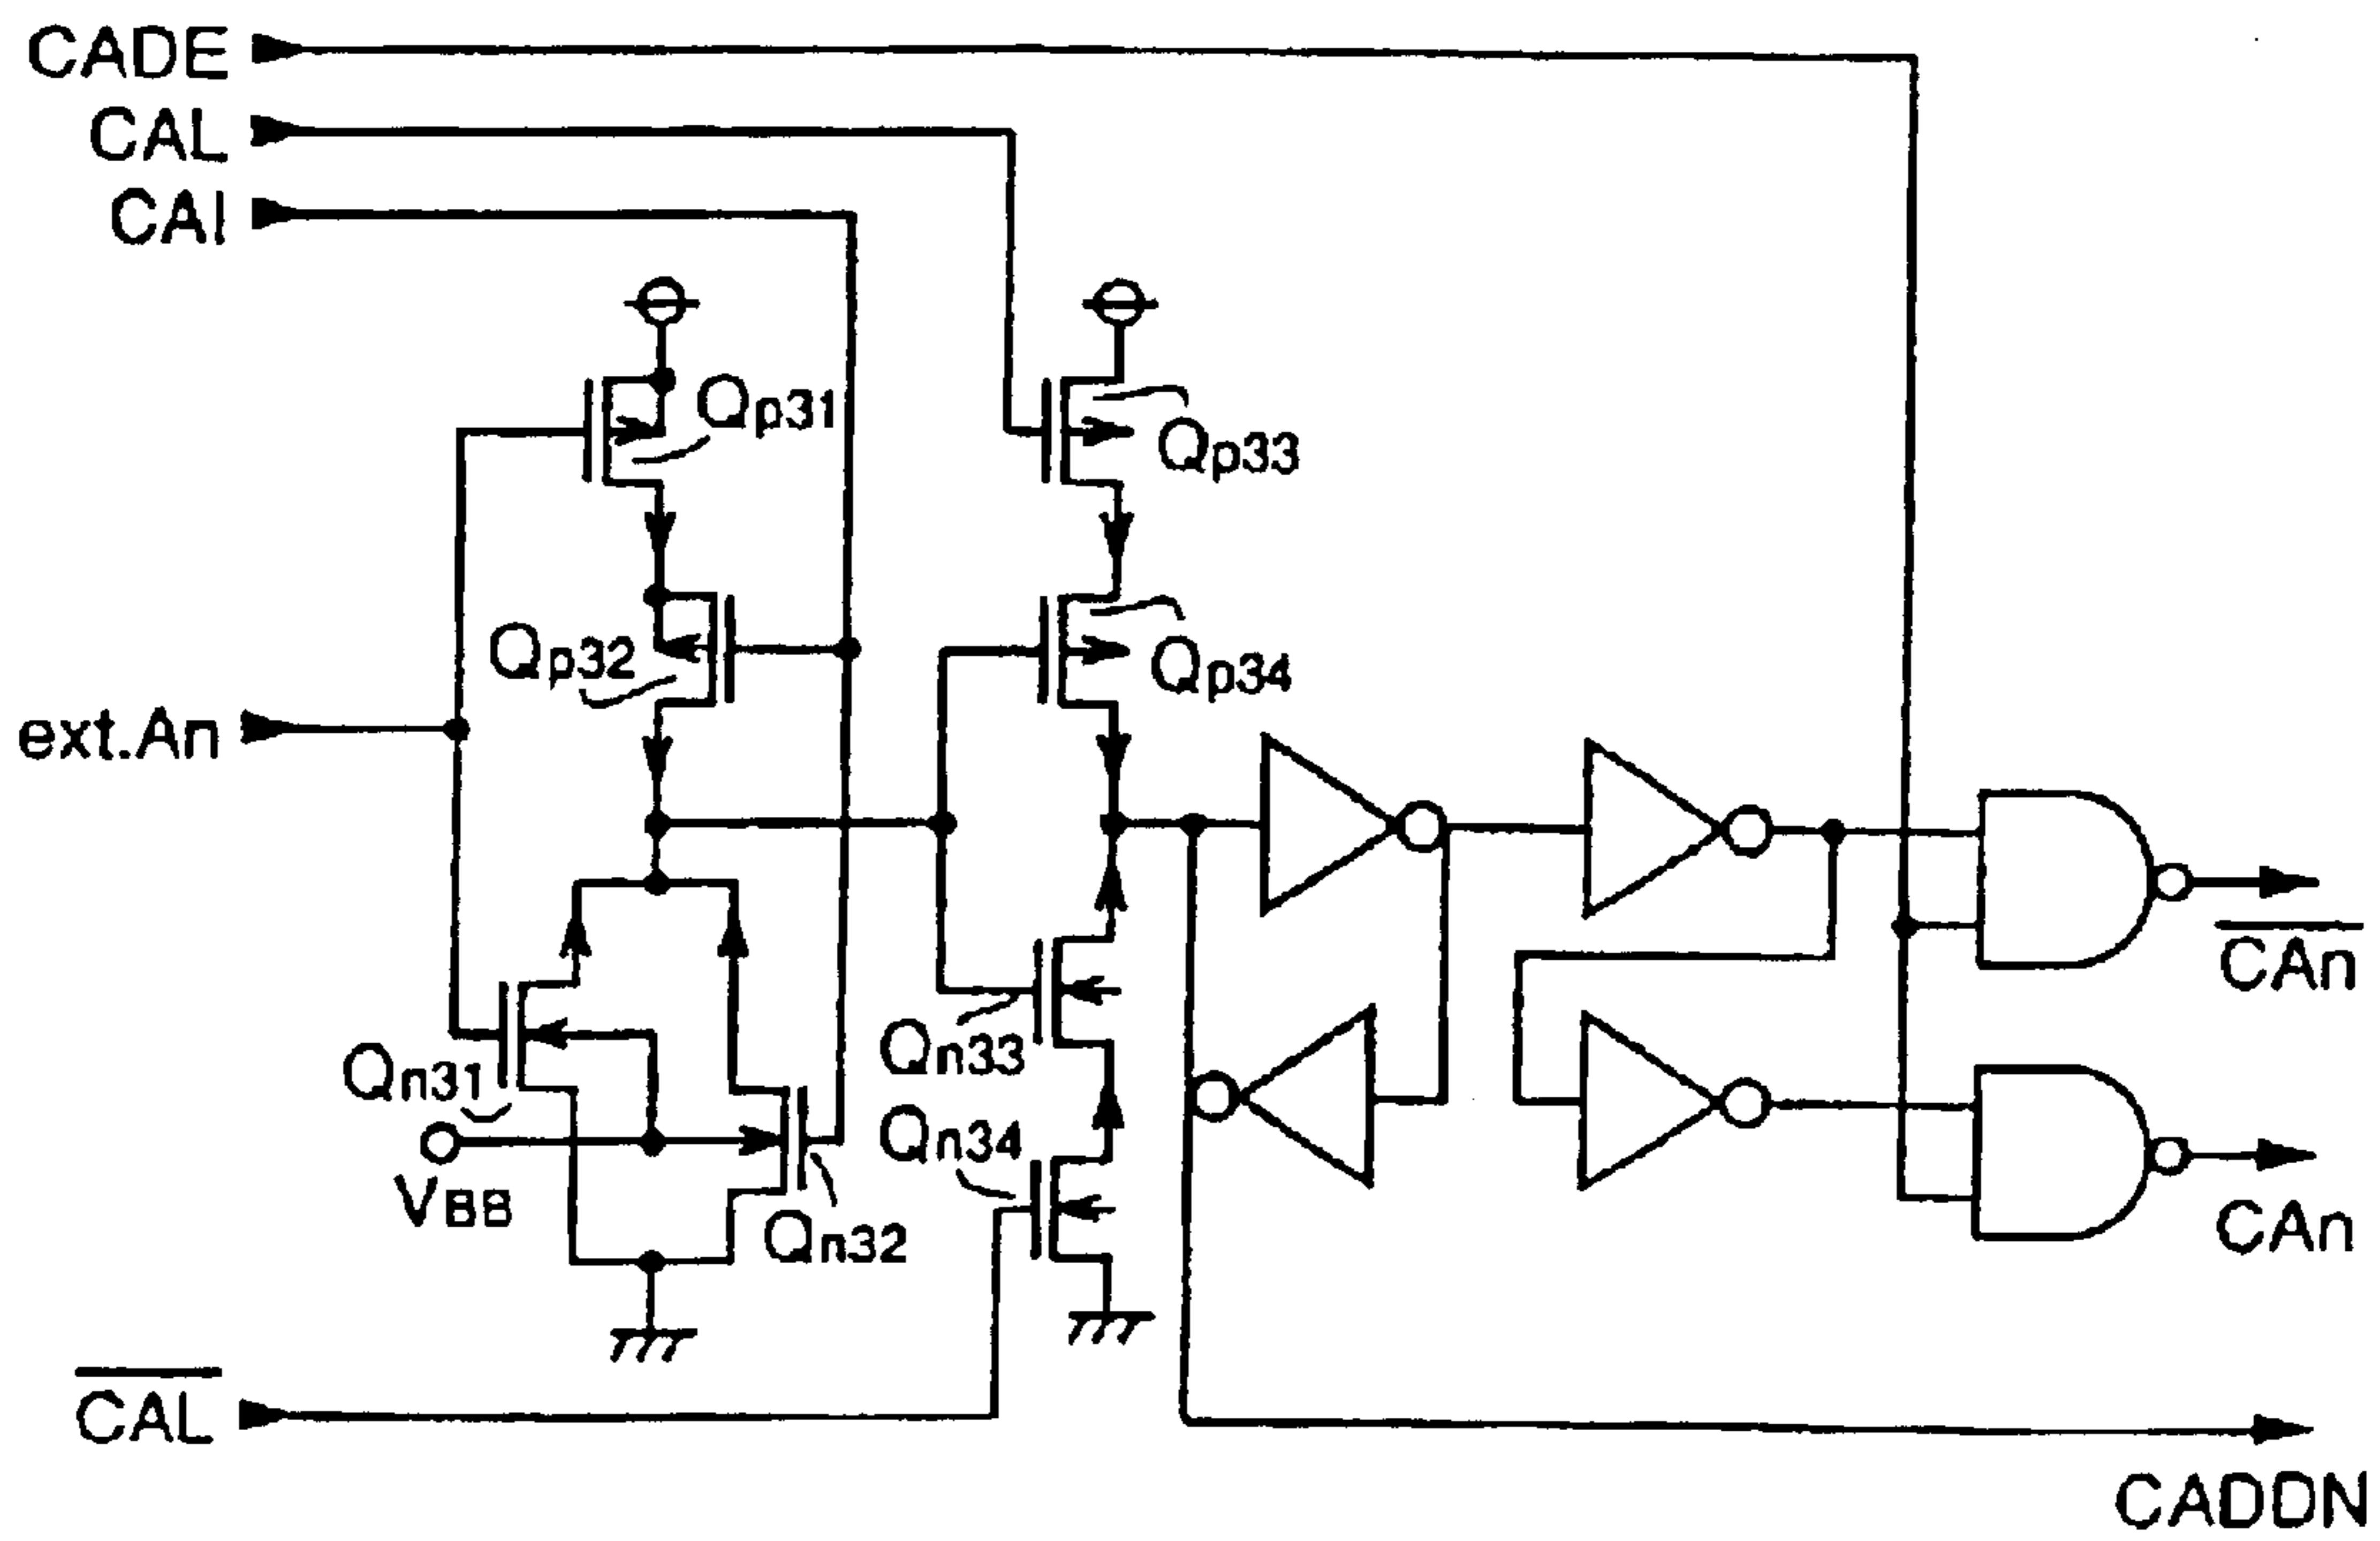 CADE
CAL
CAI
Qp31
Qp33
Qp32
Qp34
ext.An
CAn
Qn33
Qn31
Qn34
VBB
CAn
Qn32
CAL
CADDN